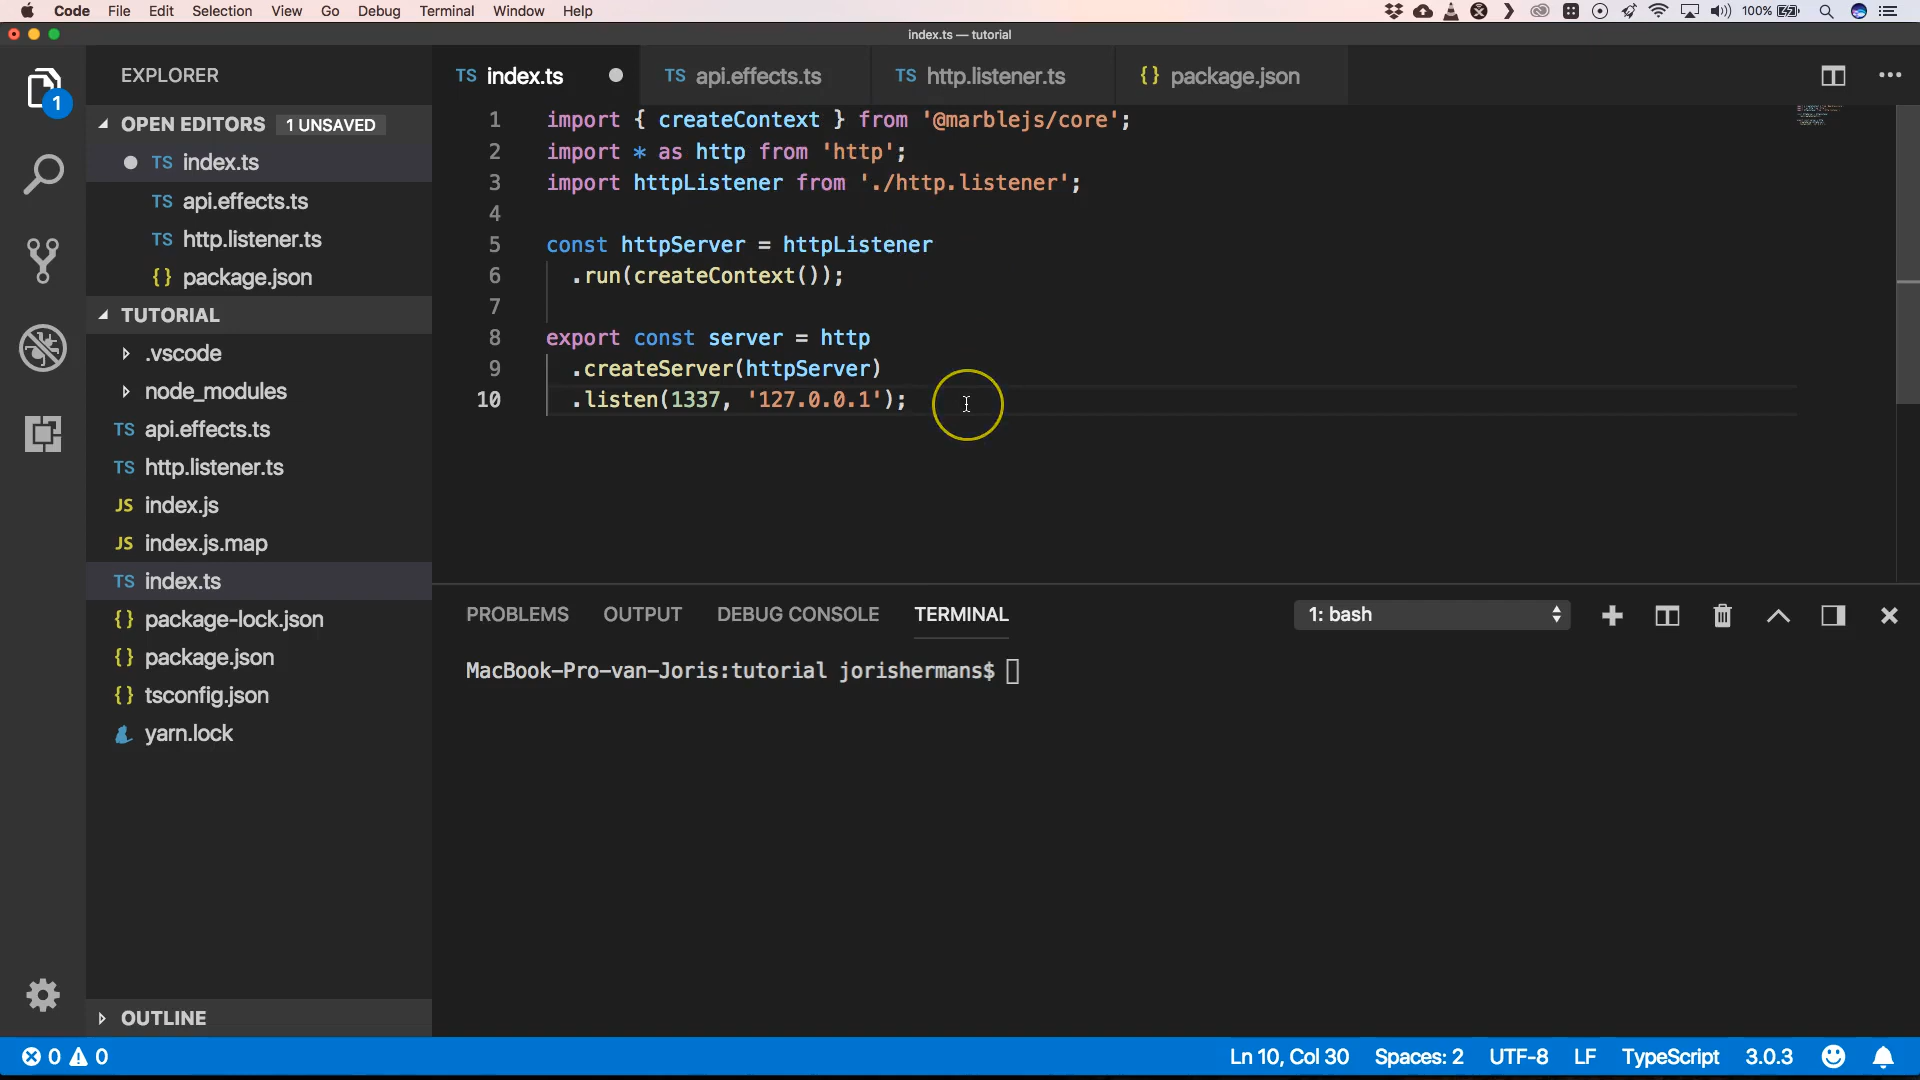 Code File Edit Selection View Go Debug Terminal Window Help 100%
index.ts — tutorial
EXPLORER
OPEN EDITORS 1 UNSAVED
TS index.ts
TS api.effects.ts
TS http.listener.ts
{} package.json
TUTORIAL
.vscode
node_modules
TS api.effects.ts
TS http.listener.ts
JS index.js
JS index.js.map
TS index.ts
{} package-lock.json
{} package.json
{} tsconfig.json
yarn.lock
OUTLINE
1
TS index.ts TS api.effects.ts TS http.listener.ts {} package.json
1 import { createContext } from '@marblejs/core';
2 import * as http from 'http';
3 import httpListener from './http.listener';
4
5 const httpServer = httpListener
6 .run(createContext());
7
8 export const server = http
9 .createServer(httpServer)
10 .listen(1337, '127.0.0.1');
PROBLEMS OUTPUT DEBUG CONSOLE TERMINAL 1: bash
MacBook-Pro-van-Joris:tutorial jorishermans$
0 0 Ln 10, Col 30 Spaces: 2 UTF-8 LF TypeScript 3.0.3